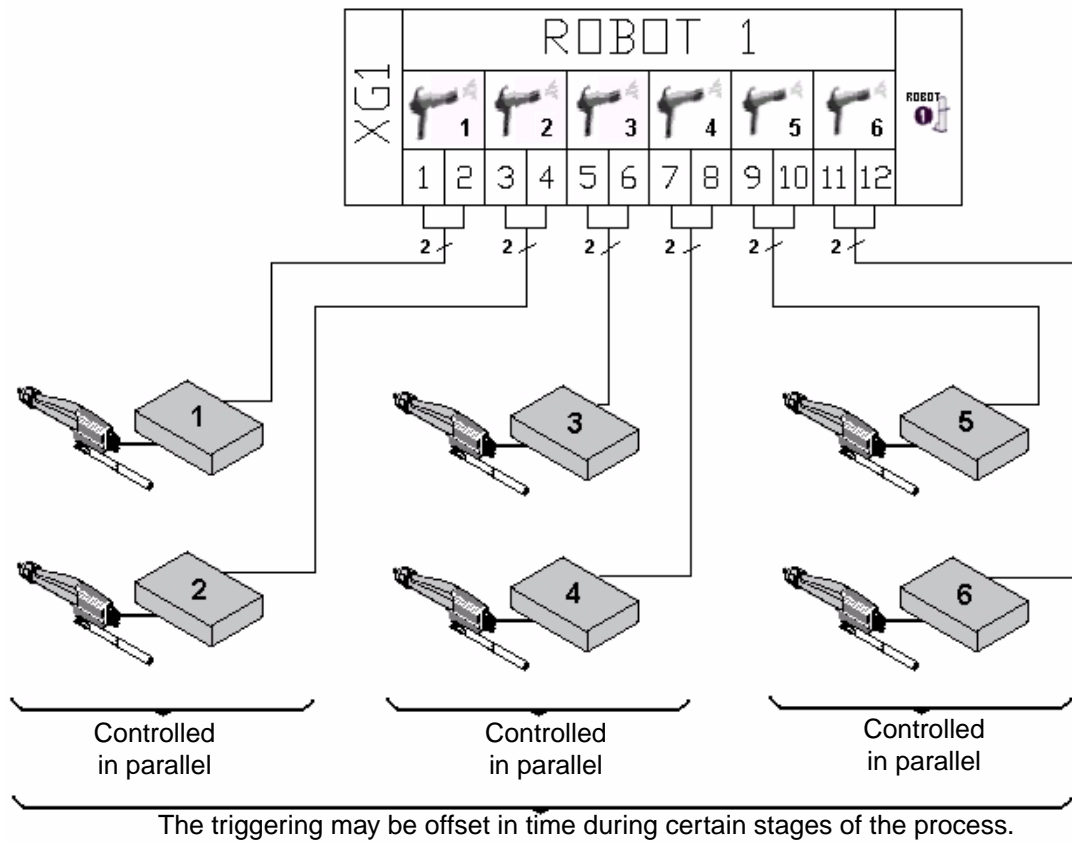 ROBOT 1
XG1
1 2 3 4 5 6
ROBOT
1
1 2 3 4 5 6 7 8 9 10 11 12
2 2 2 2 2 2
1 3 5
2 4 6
Controlled
in parallel
Controlled
in parallel
Controlled
in parallel
The triggering may be offset in time during certain stages of the process.